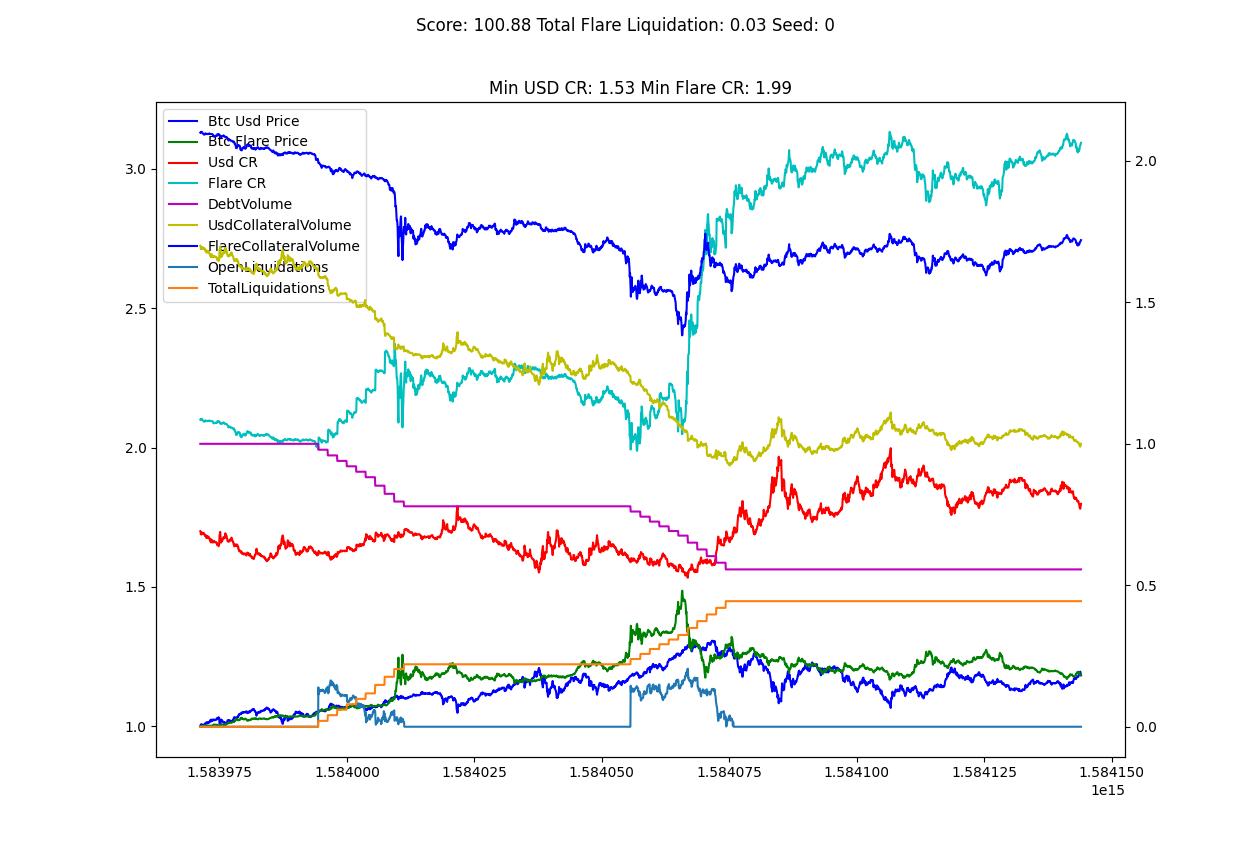 Score: 100.88 Total Flare Liquidation: 0.03 Seed: 0
Min USD CR: 1.53 Min Flare CR: 1.99
Btc Usd Price
Btc Flare Price
Usd CR
Flare CR
DebtVolume
UsdCollateralVolume
FlareCollateralVolume
OpenLiquidations
TotalLiquidations
3.0
2.5
2.0
1.5
1.0
2.0
1.5
1.0
0.5
0.0
1.583975 1.584000 1.584025 1.584050 1.584075 1.584100 1.584125 1.584150
1e15